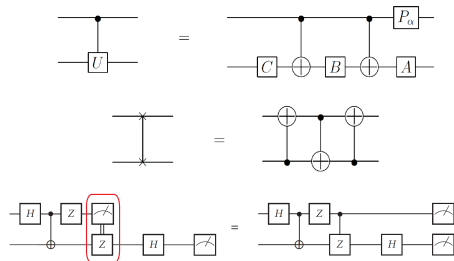 P_α
U = C B A
=
H Z H = H Z
Z Z H